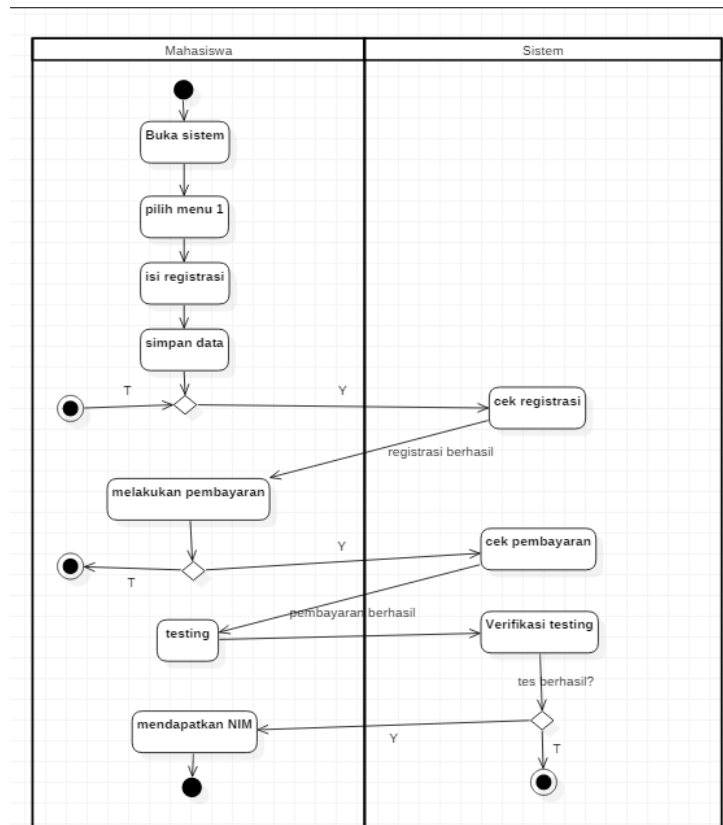 Mahasiswa
Sistem
Buka sistem
pilih menu 1
isi registrasi
simpan data
T
Y
cek registrasi
registrasi berhasil
melakukan pembayaran
Y
cek pembayaran
T
pembayaran berhasil
testing
Verifikasi testing
tes berhasil?
mendapatkan NIM
Y
T